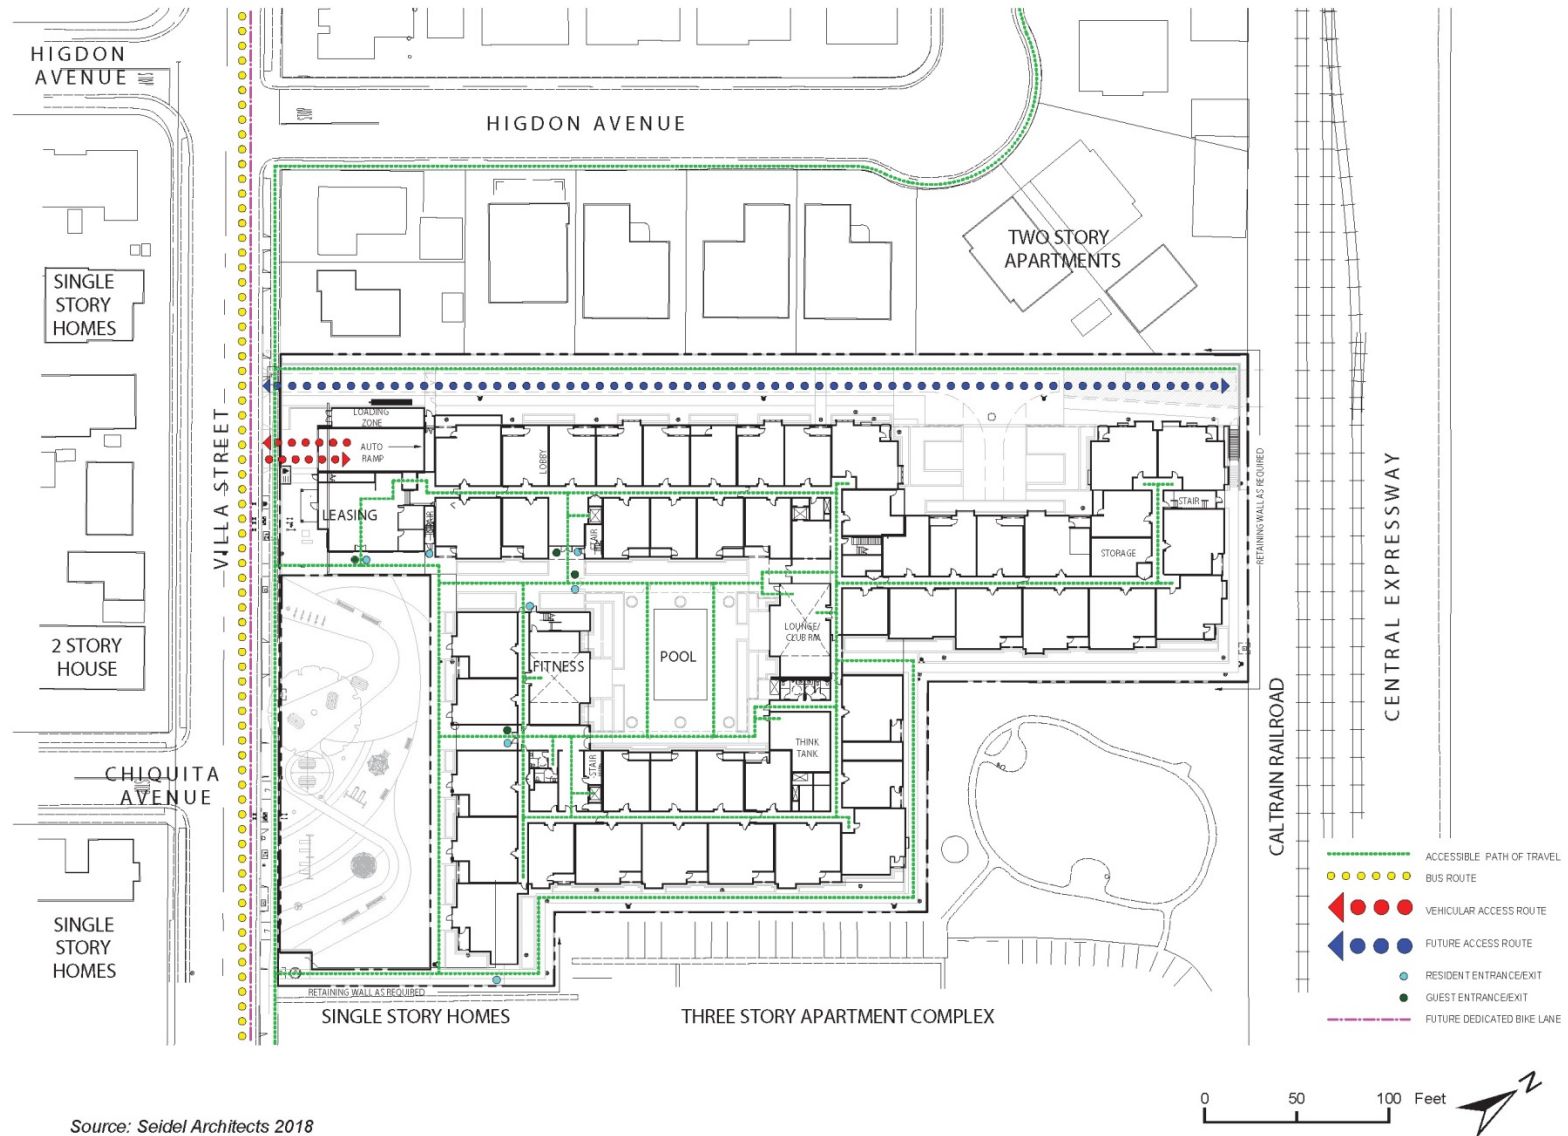 HIGDON
AVENUE
STOP
STOP
HIGDON AVENUE
TWO STORY
APARTMENTS
SINGLE
STORY
HOMES
VILLA STREET
LOADING
ZONE
AUTO
RAMP
LOBBY
LEASING
STAIR
STAIR
STAIR
STORAGE
RETAINING WALL AS REQUIRED
CENTRAL EXPRESSWAY
2 STORY
HOUSE
FITNESS
POOL
LOUNGE/
CLUB RM.
THINK
TANK
STAIR
CALTRAIN RAILROAD
CHIQUITA
AVENUE
SINGLE
STORY
HOMES
RETAINING WALL AS REQUIRED
SINGLE STORY HOMES
THREE STORY APARTMENT COMPLEX
ACCESSIBLE PATH OF TRAVEL
BUS ROUTE
VEHICULAR ACCESS ROUTE
FUTURE ACCESS ROUTE
RESIDENT ENTRANCE/EXIT
GUEST ENTRANCE/EXIT
FUTURE DEDICATED BIKE LANE
0 50 100 Feet
N
Source: Seidel Architects 2018